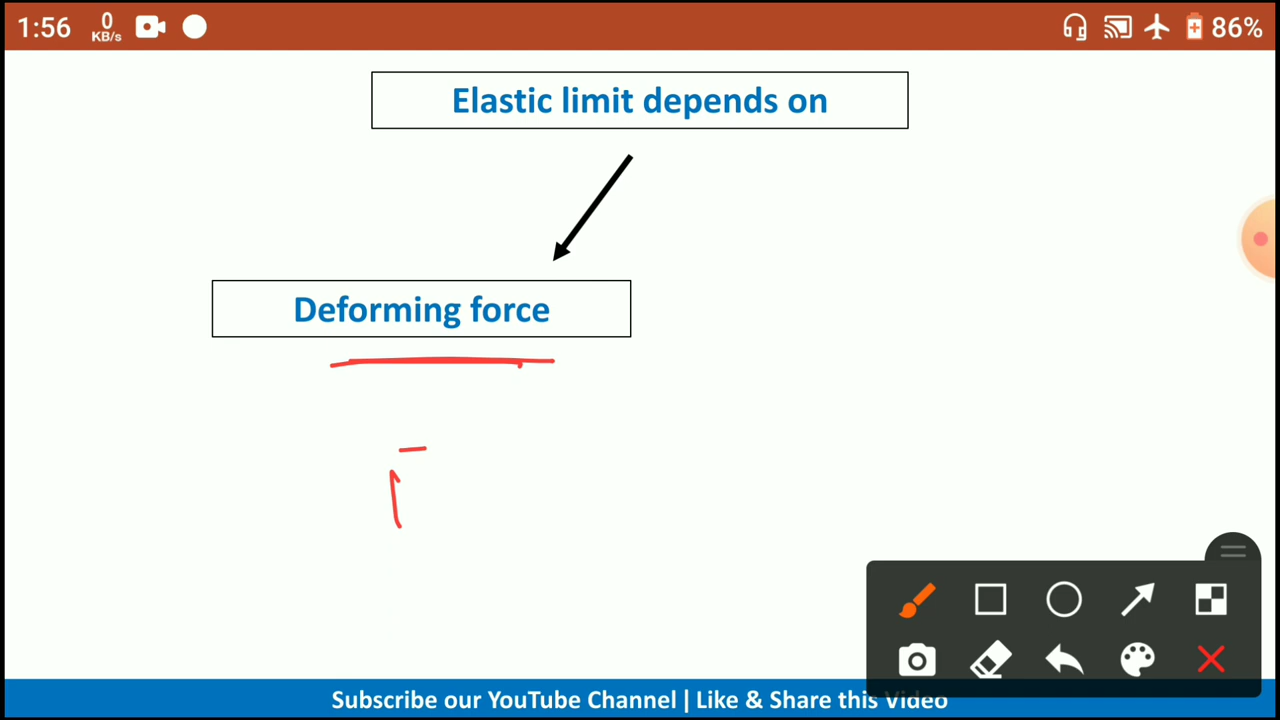 1:56 0 KB/s 86%
Elastic limit depends on
Deforming force
Subscribe our YouTube Channel | Like & Share this Video